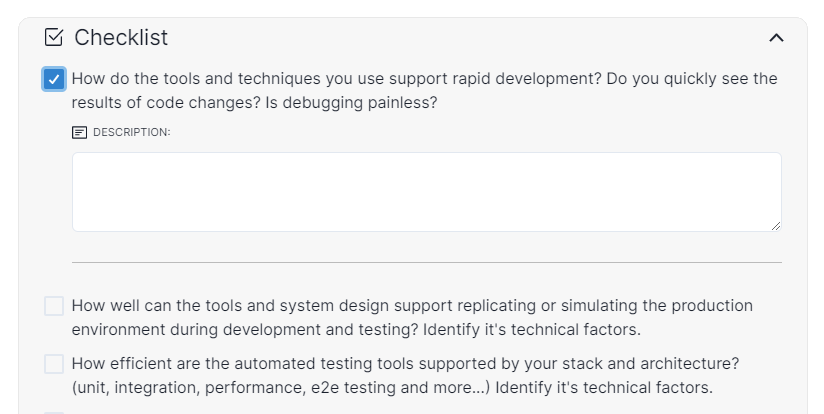 Checklist
How do the tools and techniques you use support rapid development? Do you quickly see the
results of code changes? Is debugging painless?
DESCRIPTION:
How well can the tools and system design support replicating or simulating the production
environment during development and testing? Identify it's technical factors.
How efficient are the automated testing tools supported by your stack and architecture?
(unit, integration, performance, e2e testing and more...) Identify it's technical factors.